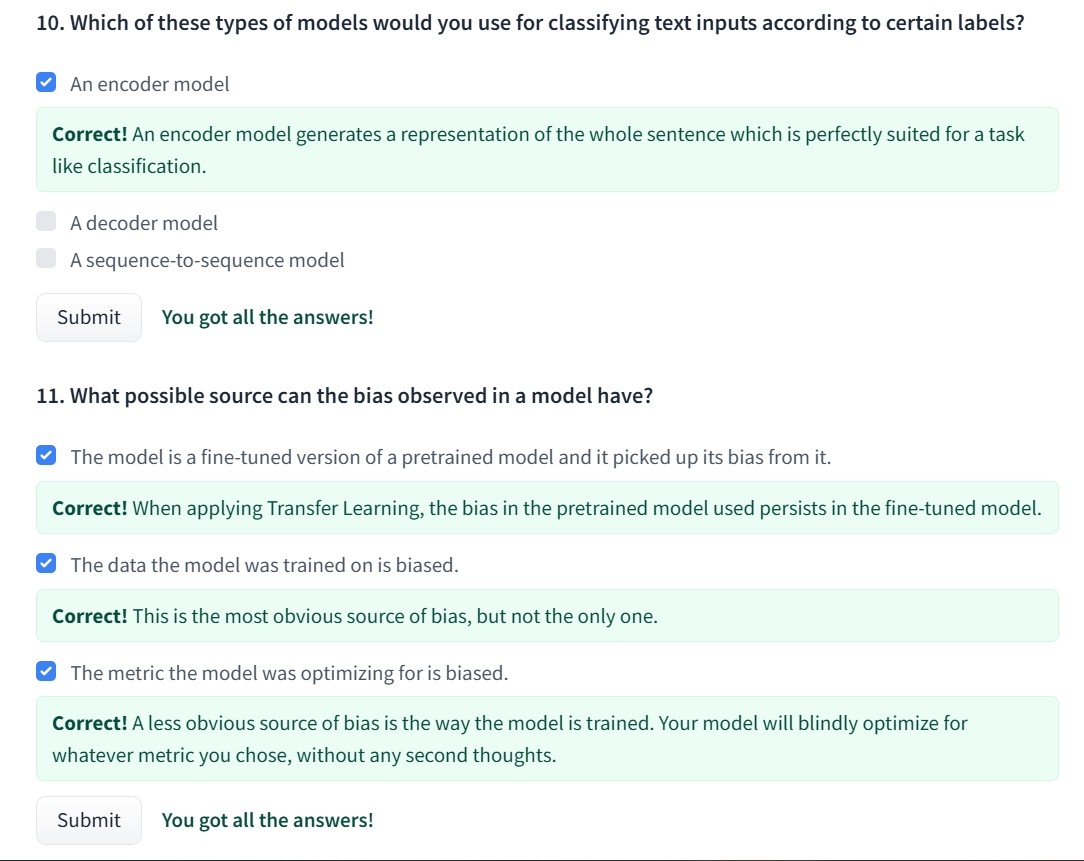 10. Which of these types of models would you use for classifying text inputs according to certain labels?
An encoder model
Correct! An encoder model generates a representation of the whole sentence which is perfectly suited for a task
like classification.
A decoder model
A sequence-to-sequence model
Submit You got all the answers!
11. What possible source can the bias observed in a model have?
The model is a fine-tuned version of a pretrained model and it picked up its bias from it.
Correct! When applying Transfer Learning, the bias in the pretrained model used persists in the fine-tuned model.
The data the model was trained on is biased.
Correct! This is the most obvious source of bias, but not the only one.
The metric the model was optimizing for is biased.
Correct! A less obvious source of bias is the way the model is trained. Your model will blindly optimize for
whatever metric you chose, without any second thoughts.
Submit You got all the answers!